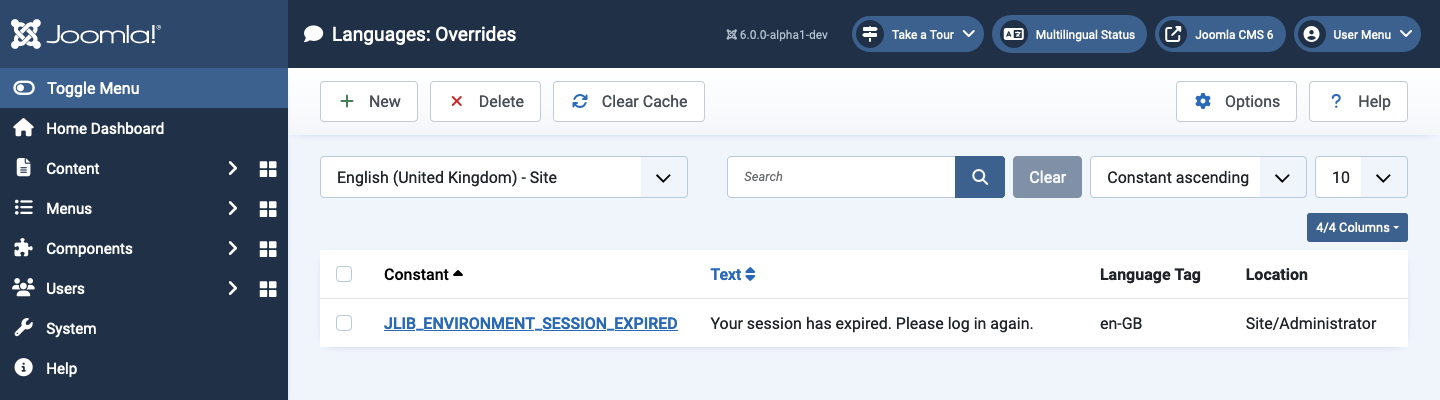 Joomla!®
Languages: Overrides
6.0.0-alpha1-dev
Take a Tour
Multilingual Status
Joomla CMS 6
User Menu
Toggle Menu
Home Dashboard
Content
Menus
Components
Users
System
Help
New
Delete
Clear Cache
Options
? Help
English (United Kingdom) - Site
Search
Clear
Constant ascending
10
4/4 Columns
Constant Text Language Tag Location
JLIB_ENVIRONMENT_SESSION_EXPIRED Your session has expired. Please log in again. en-GB Site/Administrator